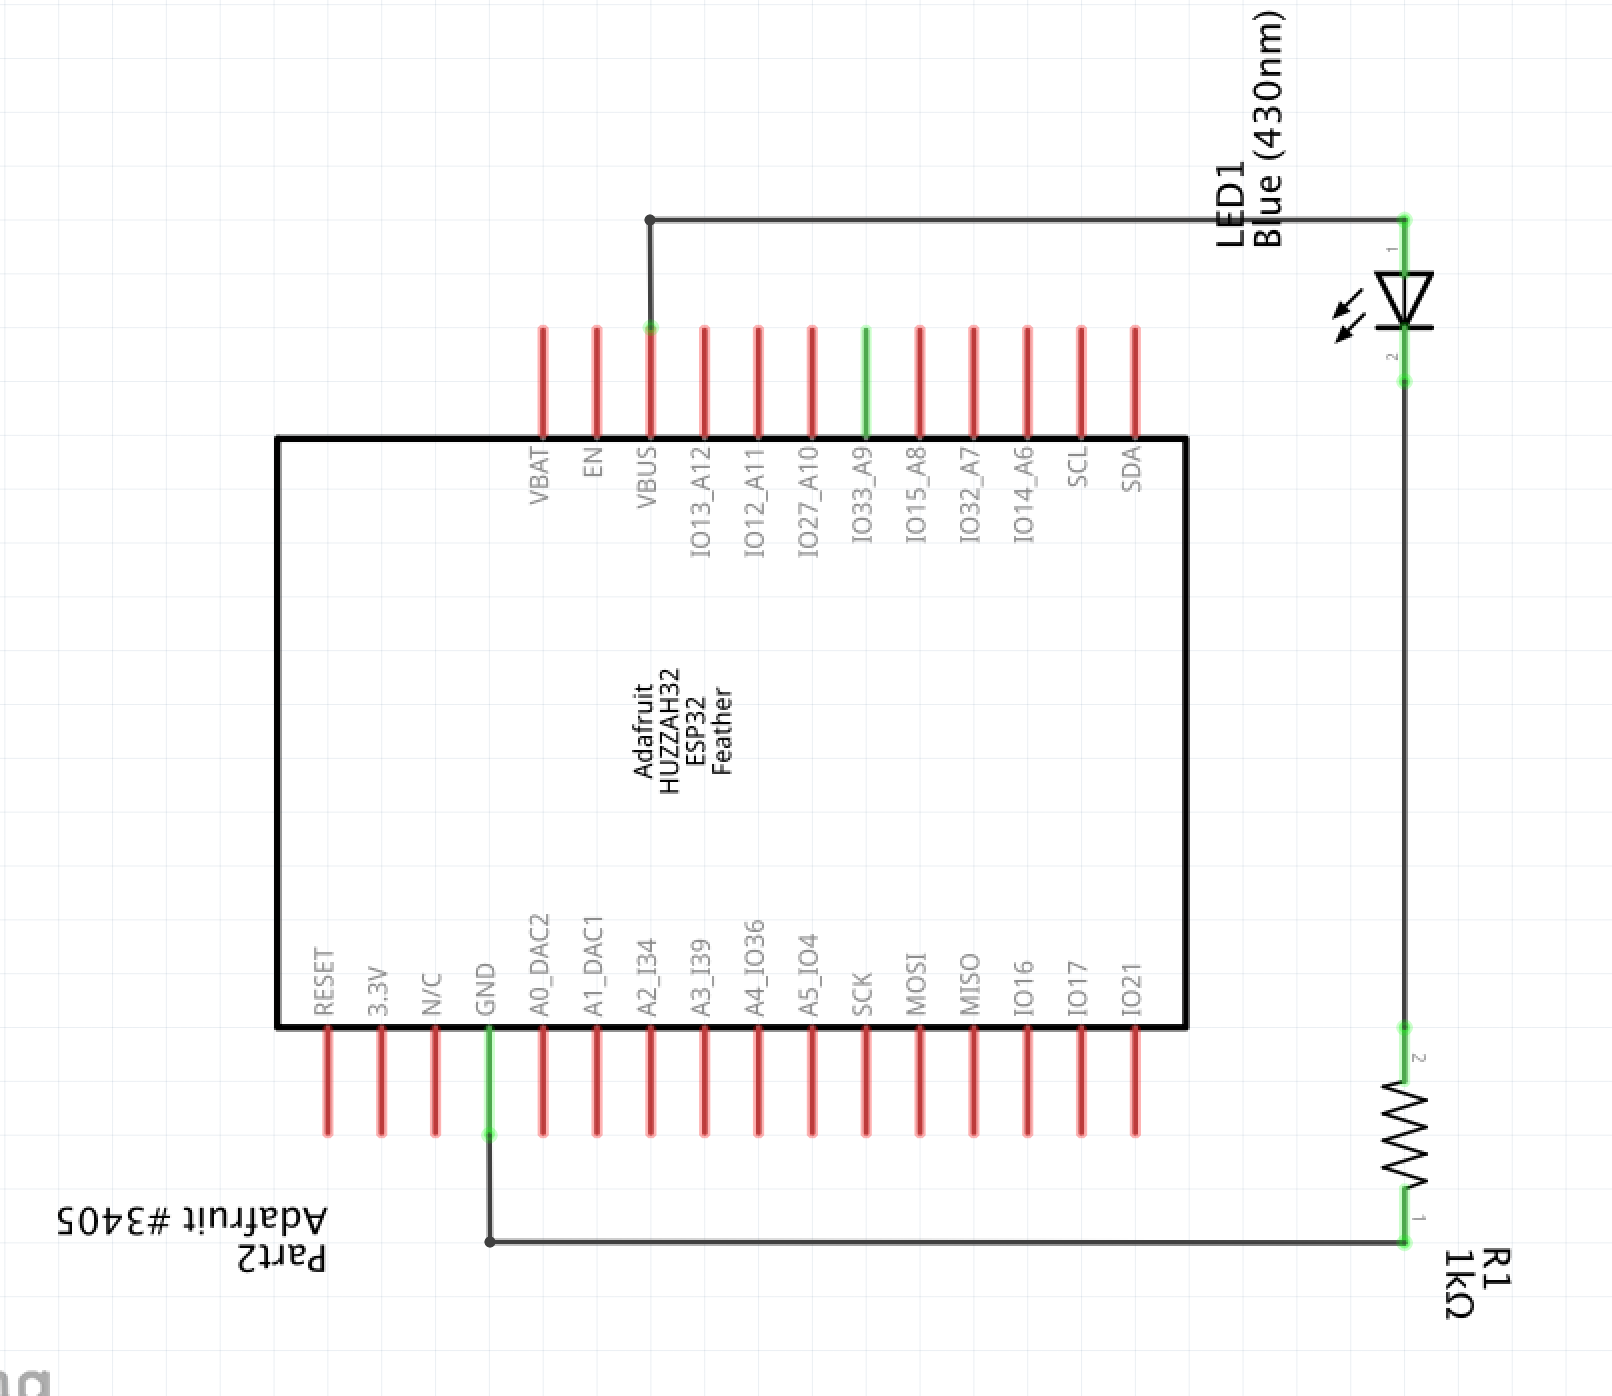 LED1
Blue (430nm)
1
2
VBAT
EN
VBUS
IO13_A12
IO12_A11
IO27_A10
IO33_A9
IO15_A8
IO32_A7
IO14_A6
SCL
SDA
Adafruit
HUZZAH32
ESP32
Feather
RESET
3.3V
N/C
GND
A0_DAC2
A1_DAC1
A2_I34
A3_I39
A4_IO36
A5_IO4
SCK
MOSI
MISO
IO16
IO17
IO21
2
1
Part2
Adafruit #3405
R1
1kΩ